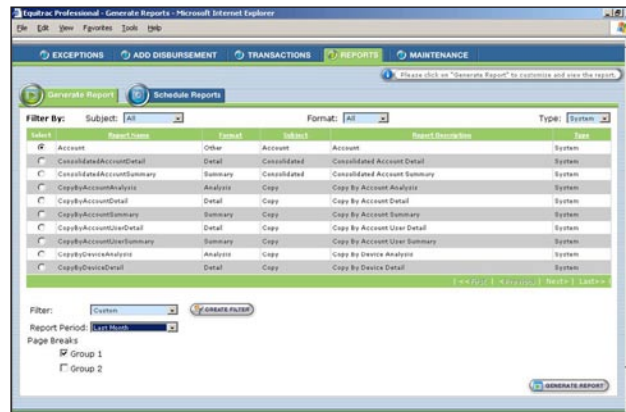 Equitrac Professional - Generate Reports - Microsoft Internet Explorer
File Edit View Favorites Tools Help
EXCEPTIONS ADD DISBURSEMENT TRANSACTIONS REPORTS MAINTENANCE
Please click on "Generate Report" to customize and view the report.
Generate Report Schedule Reports
Filter By: Subject: All Format: All Type: System
Select Report Name Format Subject Report Description Type
Account Other Account Account System
ConsolidatedAccountDetail Detail Consolidated Consolidated Account Detail System
ConsolidatedAccountSummary Summary Consolidated Consolidated Account Summary System
CopyByAccountAnalysis Analysis Copy Copy By Account Analysis System
CopyByAccountDetail Detail Copy Copy By Account Detail System
CopyByAccountSummary Summary Copy Copy By Account Summary System
CopyByAccountUserDetail Detail Copy Copy By Account User Detail System
CopyByAccountUserSummary Summary Copy Copy By Account User Summary System
CopyByDeviceAnalysis Analysis Copy Copy By Device Analysis System
CopyByDeviceDetail Detail Copy Copy By Device Detail System
| <<First | <Previous | Next> | Last>> |
Filter: Custom CREATE FILTER
Report Period: Last Month
Page Breaks
Group 1
Group 2
GENERATE REPORT